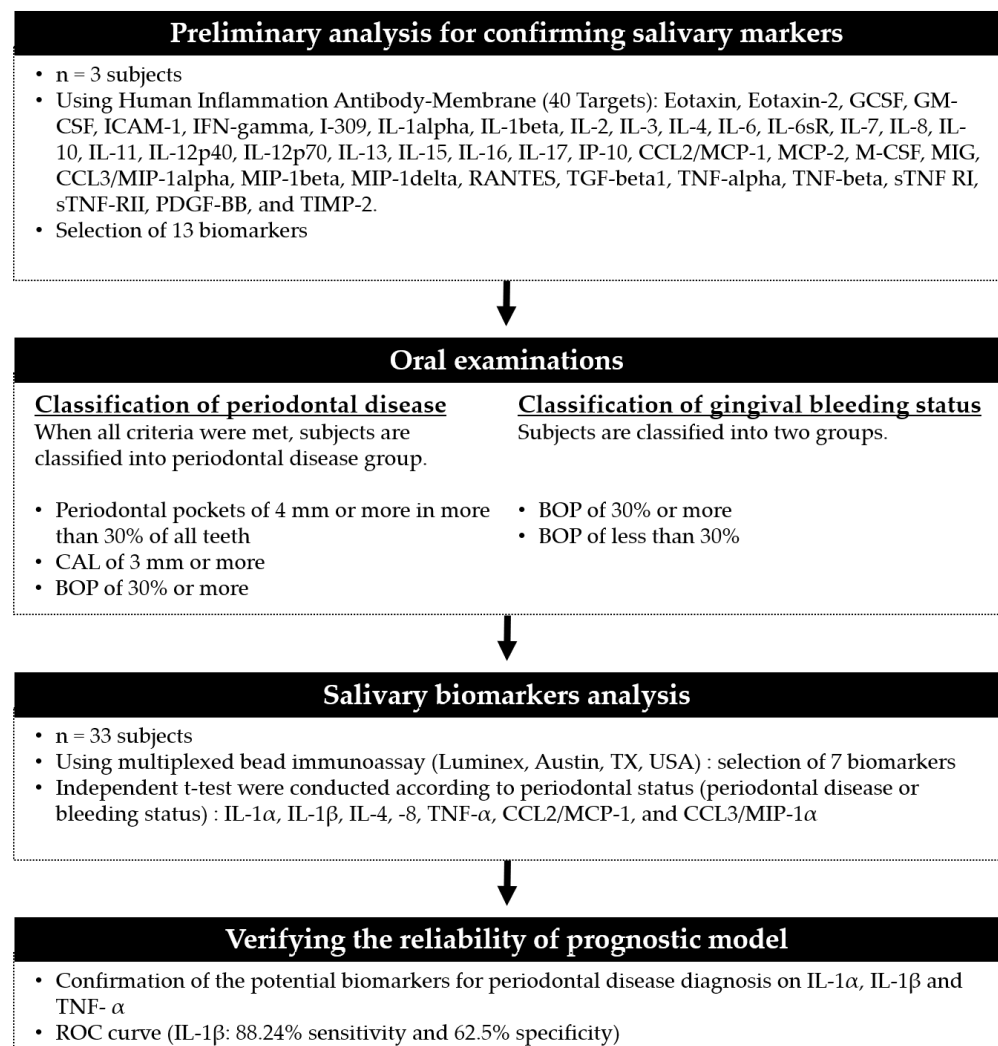 Preliminary analysis for confirming salivary markers
• n = 3 subjects
• Using Human Inflammation Antibody-Membrane (40 Targets): Eotaxin, Eotaxin-2, GCSF, GM-
CSF, ICAM-1, IFN-gamma, I-309, IL-1alpha, IL-1beta, IL-2, IL-3, IL-4, IL-6, IL-6sR, IL-7, IL-8, IL-
10, IL-11, IL-12p40, IL-12p70, IL-13, IL-15, IL-16, IL-17, IP-10, CCL2/MCP-1, MCP-2, M-CSF, MIG,
CCL3/MIP-1alpha, MIP-1beta, MIP-1delta, RANTES, TGF-beta1, TNF-alpha, TNF-beta, sTNF RI,
sTNF-RII, PDGF-BB, and TIMP-2.
• Selection of 13 biomarkers
Oral examinations
Classification of periodontal disease
When all criteria were met, subjects are
classified into periodontal disease group.
• Periodontal pockets of 4 mm or more in more
than 30% of all teeth
• CAL of 3 mm or more
• BOP of 30% or more
Classification of gingival bleeding status
Subjects are classified into two groups.
• BOP of 30% or more
• BOP of less than 30%
Salivary biomarkers analysis
• n = 33 subjects
• Using multiplexed bead immunoassay (Luminex, Austin, TX, USA) : selection of 7 biomarkers
• Independent t-test were conducted according to periodontal status (periodontal disease or
bleeding status) : IL-1α, IL-1β, IL-4, -8, TNF-α, CCL2/MCP-1, and CCL3/MIP-1α
Verifying the reliability of prognostic model
• Confirmation of the potential biomarkers for periodontal disease diagnosis on IL-1α, IL-1β and
TNF- α
• ROC curve (IL-1β: 88.24% sensitivity and 62.5% specificity)